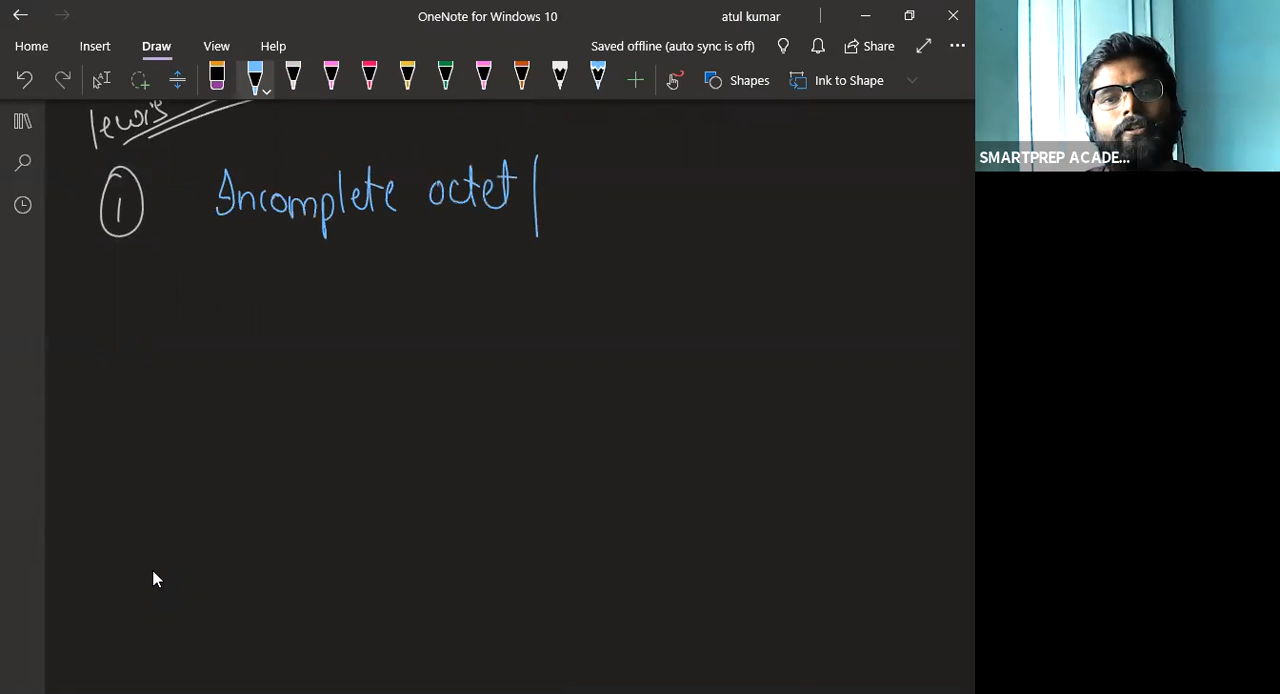 OneNote for Windows 10
atul kumar
Home Insert Draw View Help
Saved offline (auto sync is off)
Share
Shapes
Ink to Shape
SMARTPREP ACADE...
lewis
1 Incomplete octet